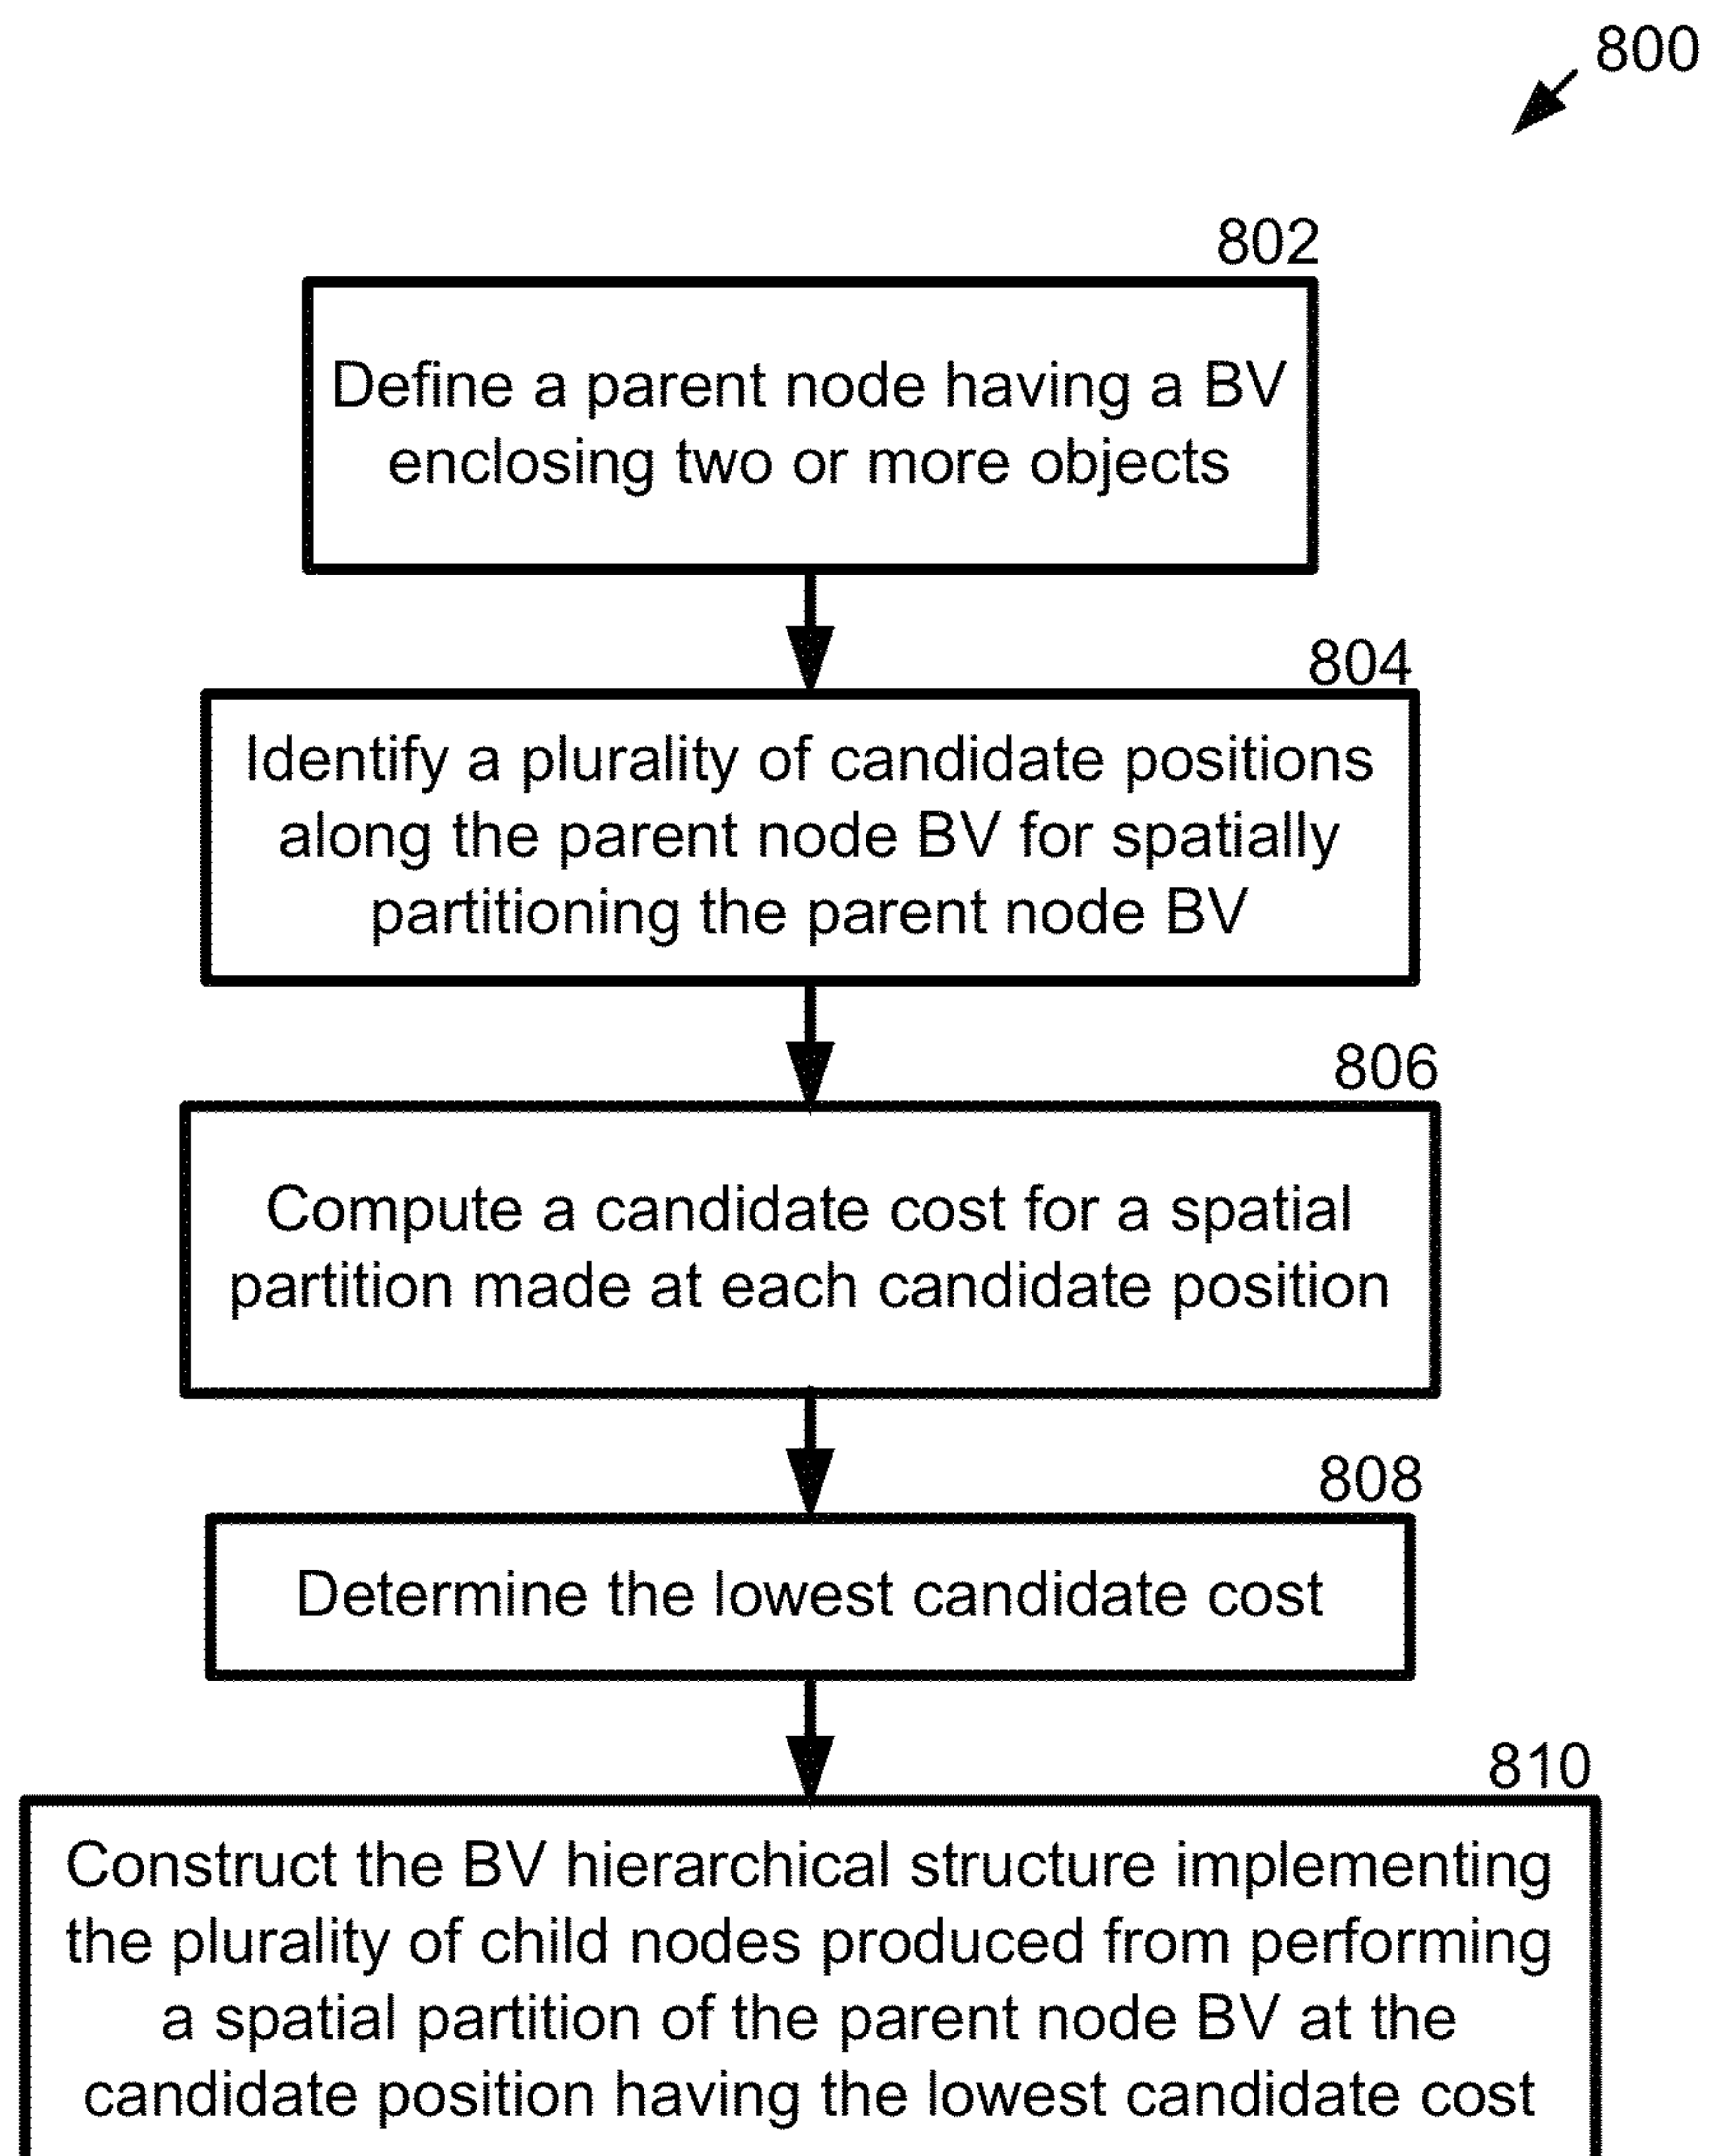 800
802
Define a parent node having a BV
enclosing two or more objects
804
Identify a plurality of candidate positions
along the parent node BV for spatially
partitioning the parent node BV
806
Compute a candidate cost for a spatial
partition made at each candidate position
808
Determine the lowest candidate cost
810
Construct the BV hierarchical structure implementing
the plurality of child nodes produced from performing
a spatial partition of the parent node BV at the
candidate position having the lowest candidate cost